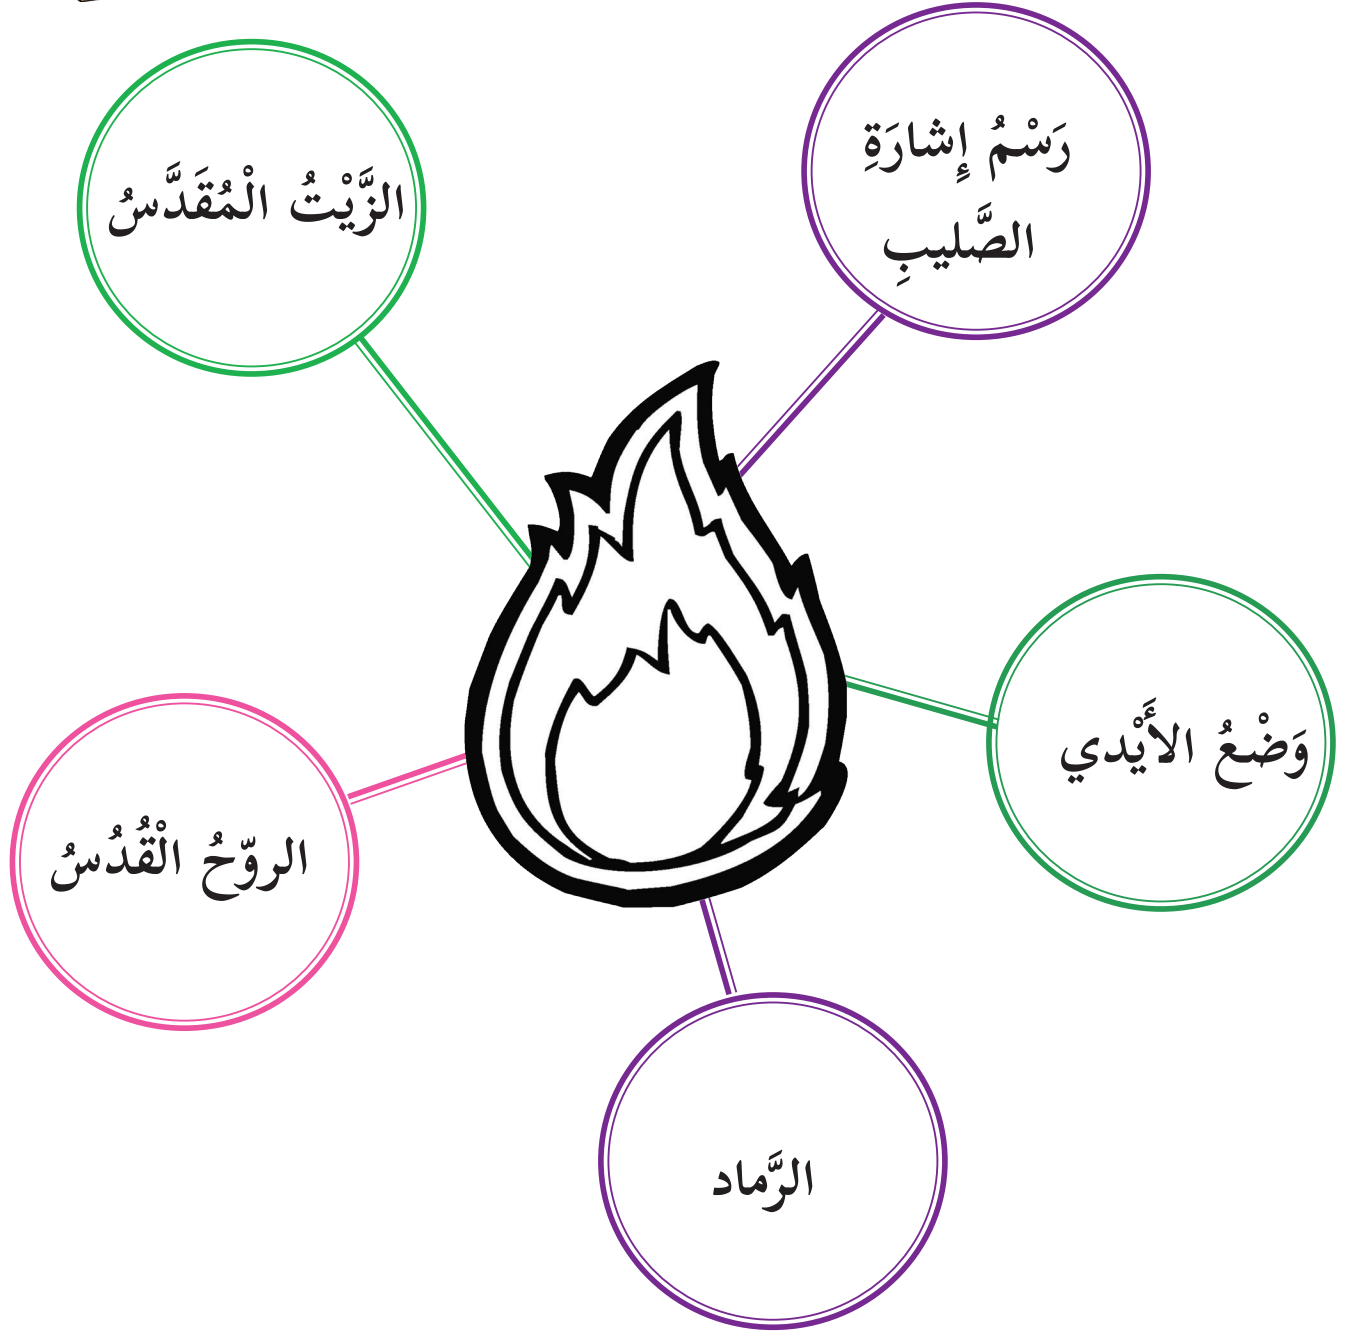 رَسْمُ إِشارَةِ
الصَّليبِ
الزَّيْتُ الْمُقَدَّسُ
وَضْعُ الأَيْدي
الروّحُ الْقُدُسُ
الرَّماد